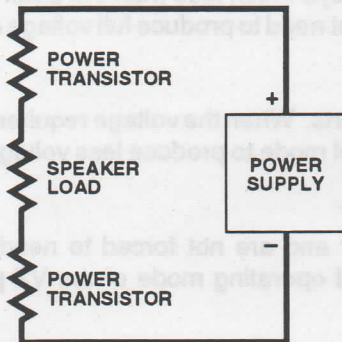 POWER
TRANSISTOR
+
SPEAKER
LOAD
POWER
SUPPLY
−
POWER
TRANSISTOR